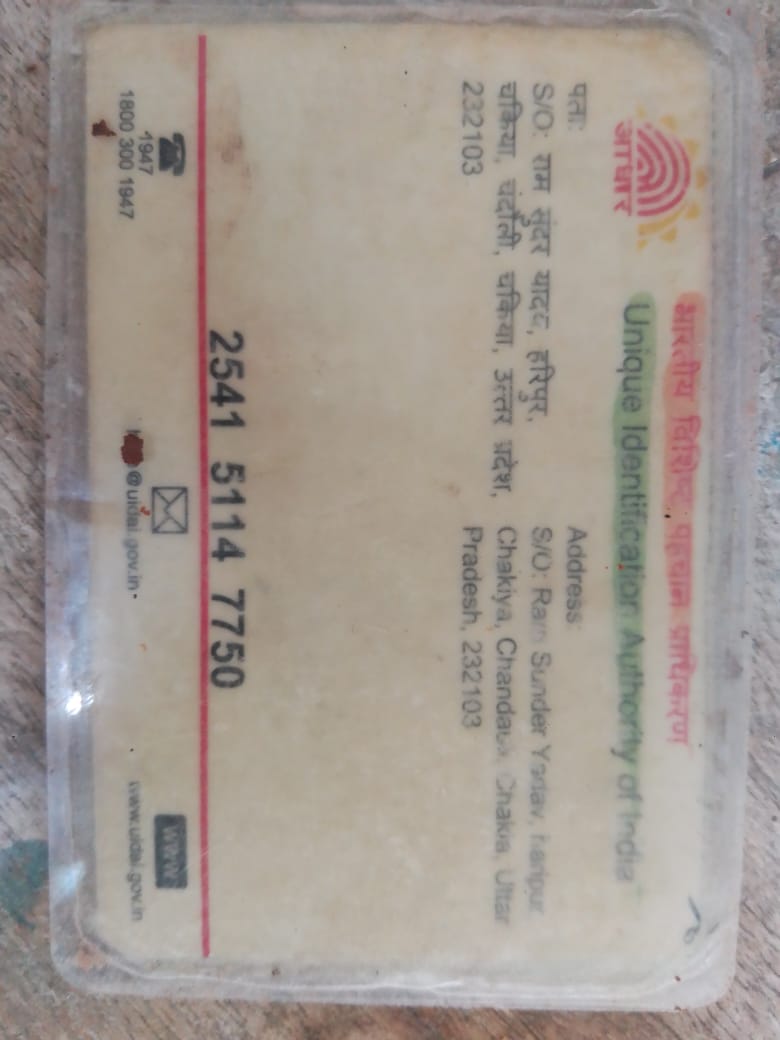 भारतीय विशिष्ट पहचान प्राधिकरण
Unique Identification Authority of India
आधार
पता:
S/O: राम सुंदर यादव, हरिपुर,
चकिया, चंदौली, चकिया, उत्तर प्रदेश,
232103
Address:
S/O: Ram Sunder Yadav, haripur
Chakiya, Chakia, Uttar
Pradesh, 232103
2541 5114 7750
1947
1800 300 1947
@uidai.gov.in
www
www.uidai.gov.in